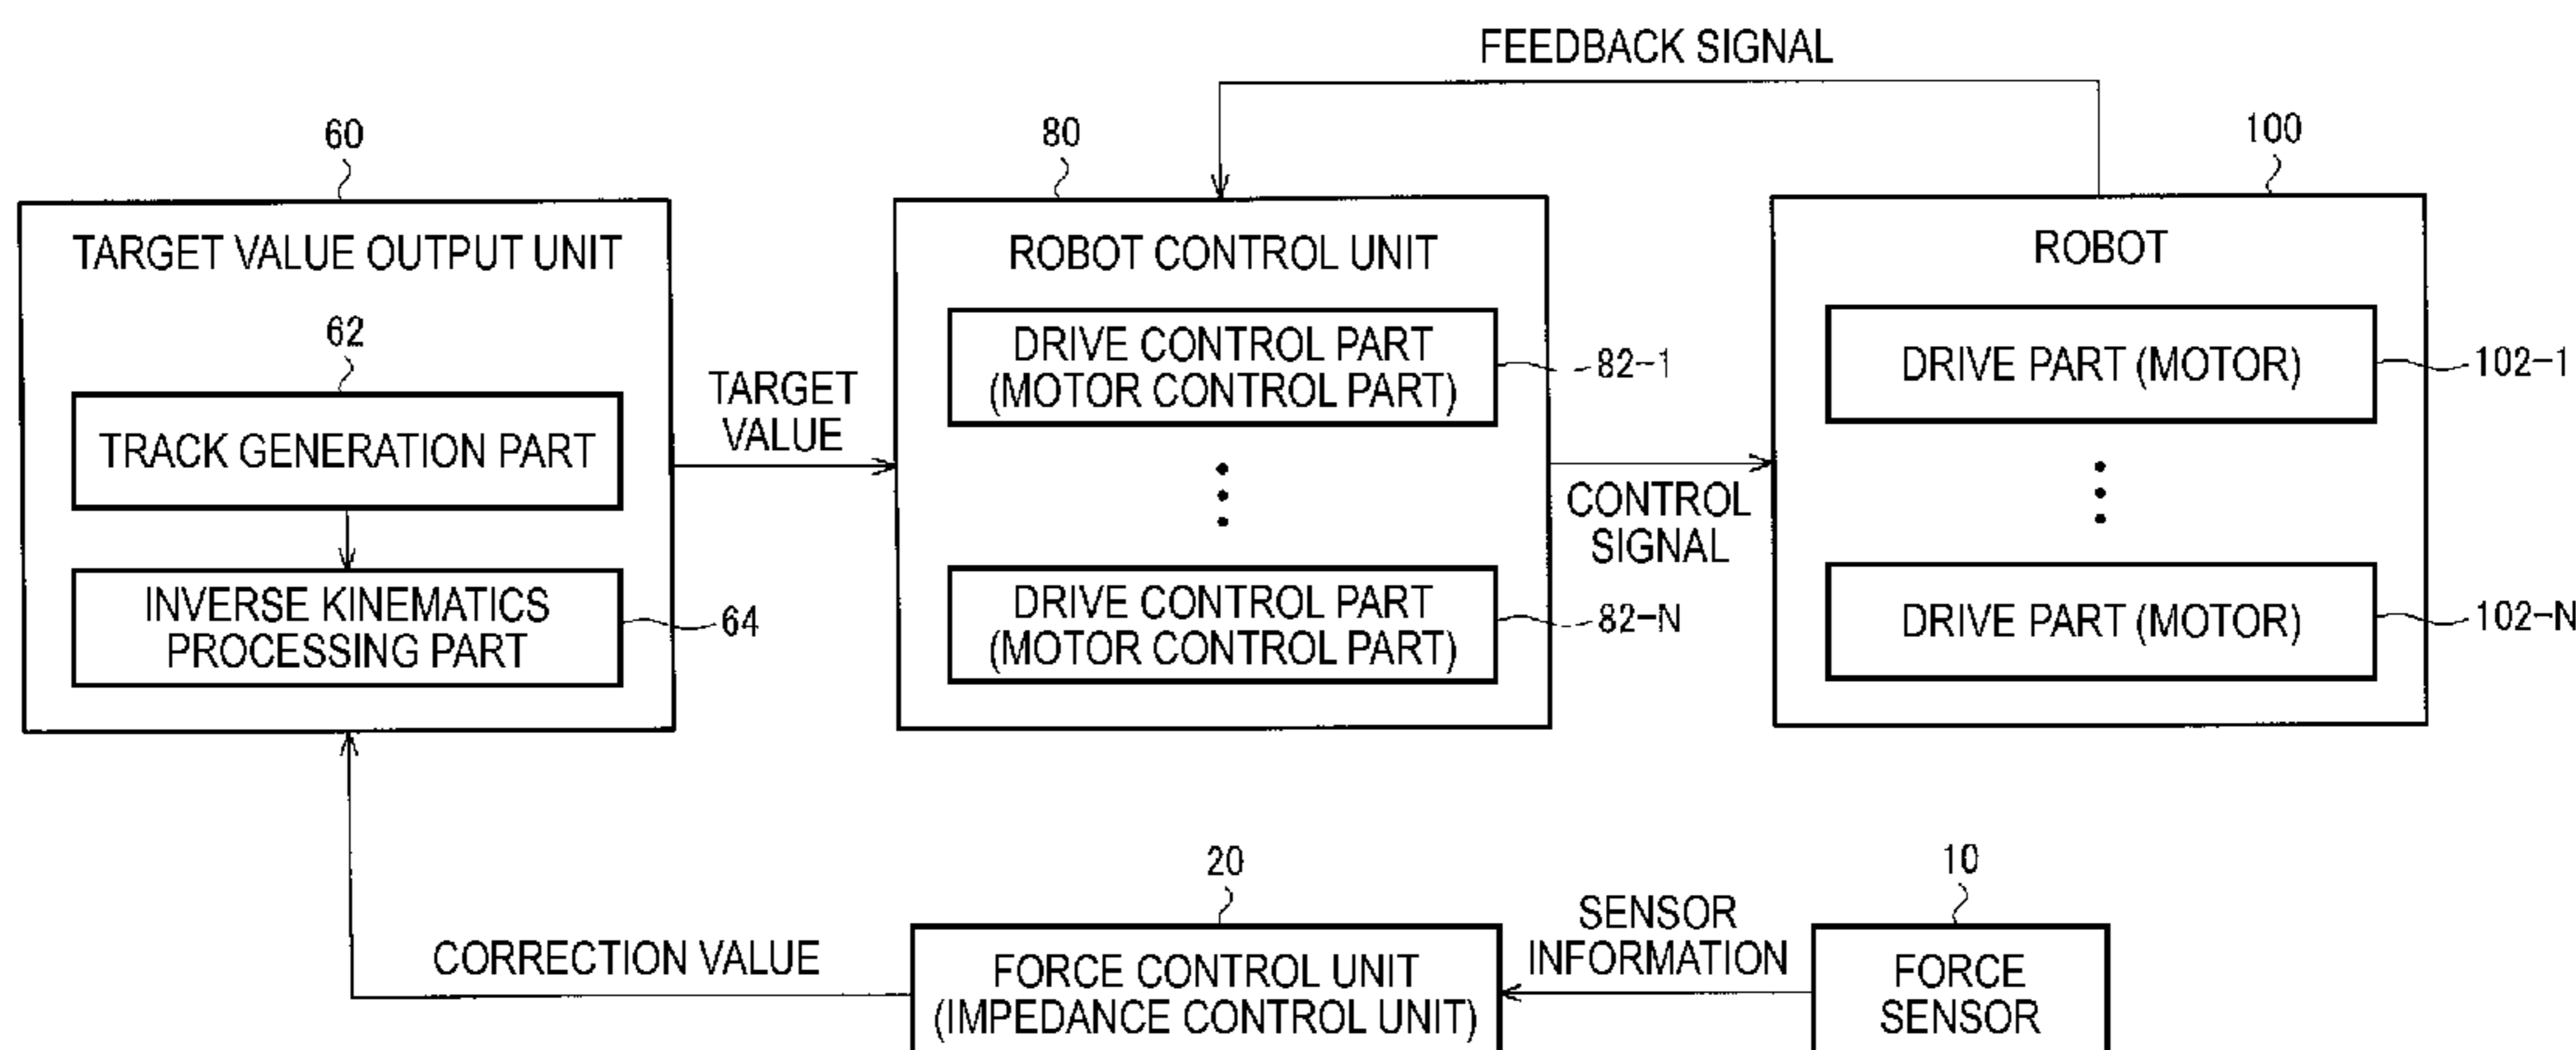 FEEDBACK SIGNAL
60
80
100
TARGET VALUE OUTPUT UNIT
ROBOT CONTROL UNIT
ROBOT
62
TRACK GENERATION PART
INVERSE KINEMATICS
PROCESSING PART
64
TARGET
VALUE
DRIVE CONTROL PART
(MOTOR CONTROL PART)
82-1
DRIVE CONTROL PART
(MOTOR CONTROL PART)
82-N
CONTROL
SIGNAL
DRIVE PART (MOTOR)
102-1
DRIVE PART (MOTOR)
102-N
CORRECTION VALUE
20
FORCE CONTROL UNIT
(IMPEDANCE CONTROL UNIT)
SENSOR
INFORMATION
10
FORCE
SENSOR